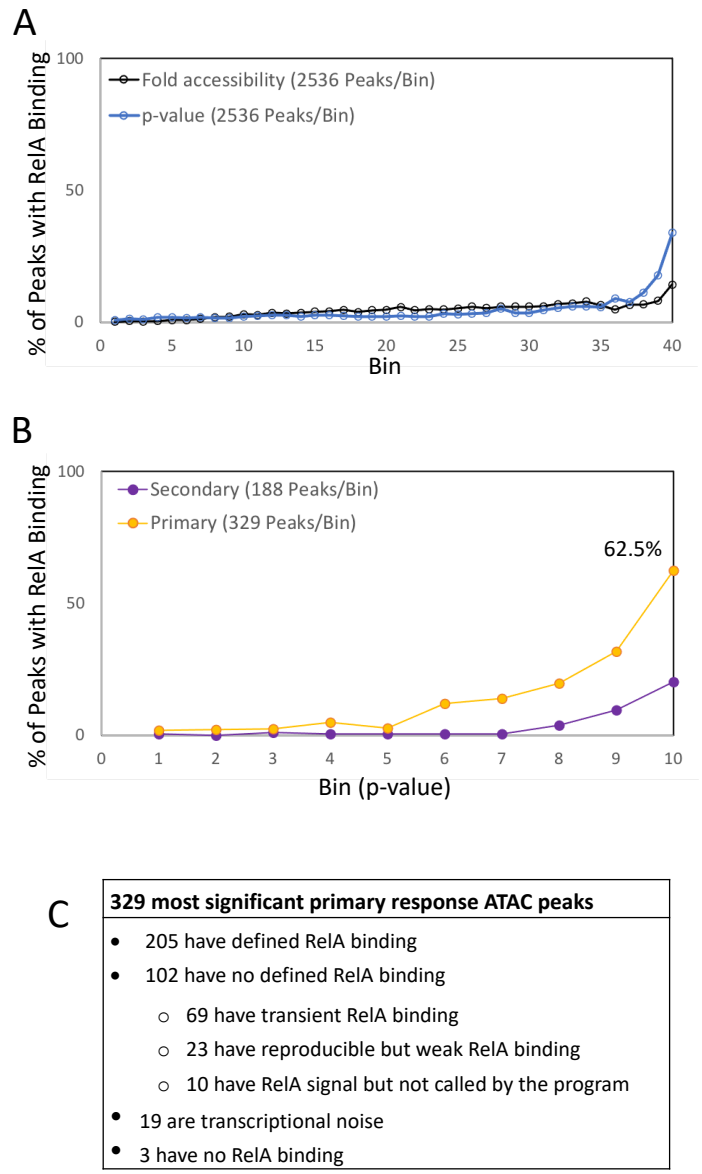 A
% of Peaks with RelA Binding
100
50
0
Fold accessibility (2536 Peaks/Bin)
p-value (2536 Peaks/Bin)
0 5 10 15 20 25 30 35 40
Bin
B
% of Peaks with RelA Binding
100
50
0
Secondary (188 Peaks/Bin)
Primary (329 Peaks/Bin)
62.5%
0 1 2 3 4 5 6 7 8 9 10
Bin (p-value)
C
329 most significant primary response ATAC peaks
• 205 have defined RelA binding
• 102 have no defined RelA binding
o 69 have transient RelA binding
o 23 have reproducible but weak RelA binding
o 10 have RelA signal but not called by the program
• 19 are transcriptional noise
• 3 have no RelA binding